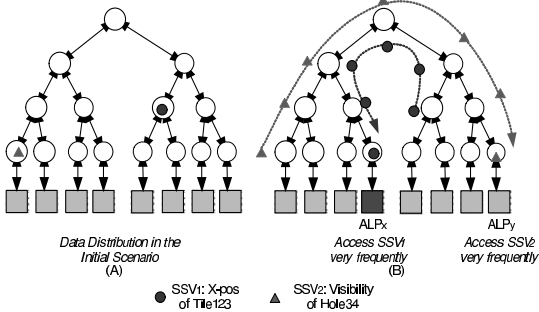 ALPx ALPy
Data Distribution in the Access SSV1 Access SSV2
Initial Scenario very frequently very frequently
(A) (B)
SSV1: X-pos SSV2: Visibility
of Tile123 of Hole34